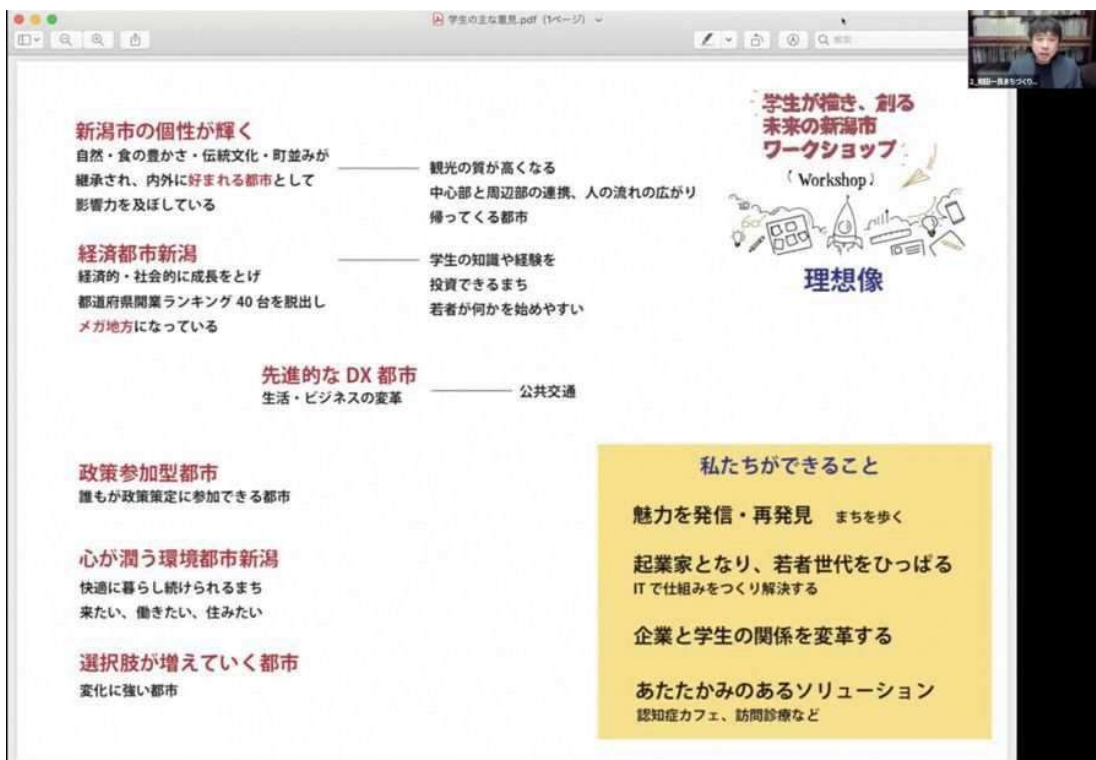 学生の主な意見.pdf (1ページ)
検索
新潟市の個性が輝く
自然・食の豊かさ・伝統文化・町並みが
継承され、内外に好まれる都市として
影響力を及ぼしている
観光の質が高くなる
中心部と周辺部の連携、人の流れの広がり
帰ってくる都市
経済都市新潟
経済的・社会的に成長をとげ
都道府県開業ランキング 40 台を脱出し
メガ地方になっている
学生の知識や経験を
投資できるまち
若者が何かを始めやすい
先進的な DX 都市
生活・ビジネスの変革
公共交通
政策参加型都市
誰もが政策策定に参加できる都市
心が潤う環境都市新潟
快適に暮らし続けられるまち
来たい、働きたい、住みたい
選択肢が増えていく都市
変化に強い都市
学生が描き、創る
未来の新潟市
ワークショップ
(Workshop)
理想像
私たちができること
魅力を発信・再発見 まちを歩く
起業家となり、若者世代をひっぱる
IT で仕組みをつくり解決する
企業と学生の関係を変革する
あたたかみのあるソリューション
認知症カフェ、訪問診療など